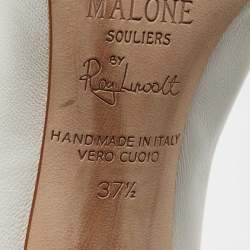 MALONE
SOULIERS
BY
Roy Luwolt
HANDMADE IN ITALY
VERO CUOIO
37½